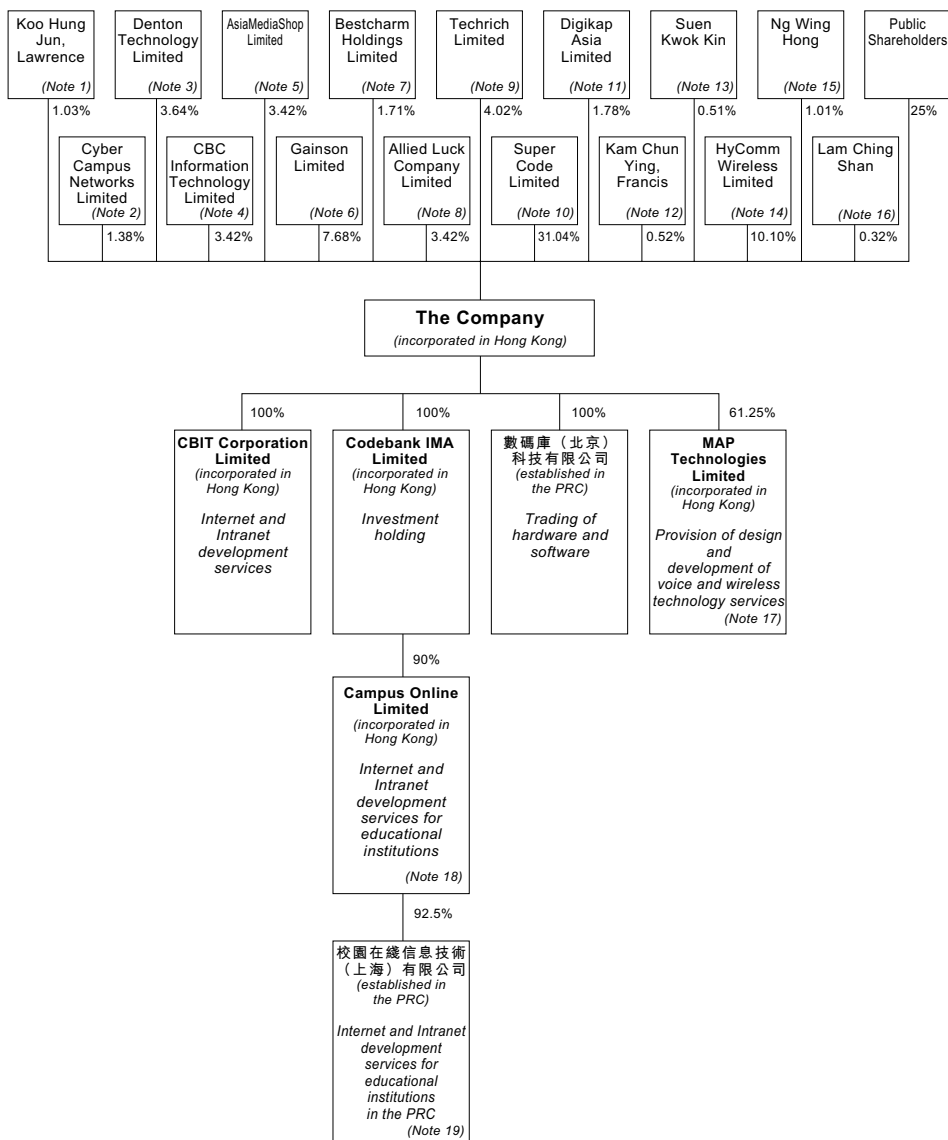 Koo Hung
Jun,
Lawrence
(Note 1)
Denton
Technology
Limited
(Note 3)
AsiaMediaShop
Limited
(Note 5)
Bestcharm
Holdings
Limited
(Note 7)
Techrich
Limited
(Note 9)
Digikap
Asia
Limited
(Note 11)
Suen
Kwok Kin
(Note 13)
Ng Wing
Hong
(Note 15)
Public
Shareholders
1.03%
3.64%
3.42%
1.71%
4.02%
1.78%
0.51%
1.01%
25%
Cyber
Campus
Networks
Limited
(Note 2)
CBC
Information
Technology
Limited
(Note 4)
Gainson
Limited
(Note 6)
Allied Luck
Company
Limited
(Note 8)
Super
Code
Limited
(Note 10)
Kam Chun
Ying,
Francis
(Note 12)
HyComm
Wireless
Limited
(Note 14)
Lam Ching
Shan
(Note 16)
1.38%
3.42%
7.68%
3.42%
31.04%
0.52%
10.10%
0.32%
The Company
(incorporated in Hong Kong)
100%
100%
100%
61.25%
CBIT Corporation
Limited
(incorporated in
Hong Kong)
Internet and
Intranet
development
services
Codebank IMA
Limited
(incorporated in
Hong Kong)
Investment
holding
數碼庫（北京）
科技有限公司
(established in
the PRC)
Trading of
hardware and
software
MAP
Technologies
Limited
(incorporated in
Hong Kong)
Provision of design
and
development of
voice and wireless
technology services
(Note 17)
90%
Campus Online
Limited
(incorporated in
Hong Kong)
Internet and
Intranet
development
services for
educational
institutions
(Note 18)
92.5%
校園在綫信息技術
（上海）有限公司
(established in
the PRC)
Internet and Intranet
development
services for
educational
institutions
in the PRC
(Note 19)